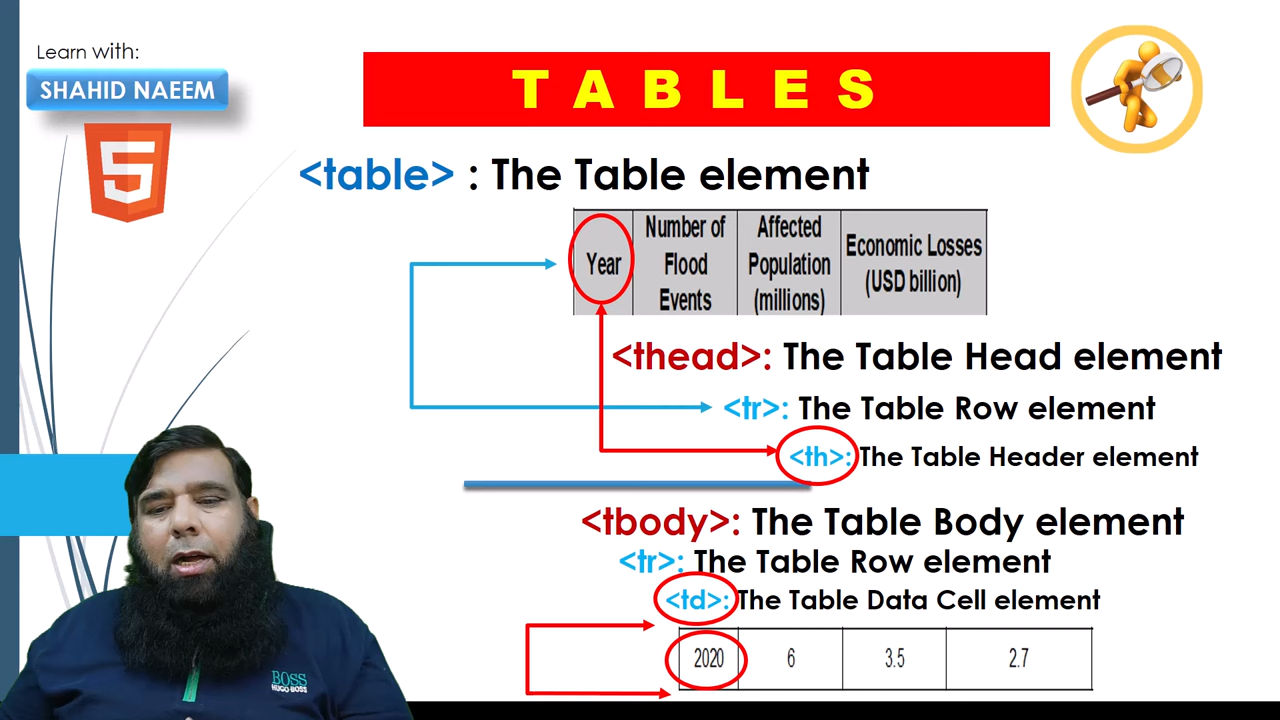 Learn with:
SHAHID NAEEM
5
TABLES
<table> : The Table element
Year
Number of
Flood
Events
Affected
Population
(millions)
Economic Losses
(USD billion)
<thead>: The Table Head element
<tr>: The Table Row element
<th>: The Table Header element
<tbody>: The Table Body element
<tr>: The Table Row element
<td>: The Table Data Cell element
2020 6 3.5 2.7
BOSS
HUGO BOSS